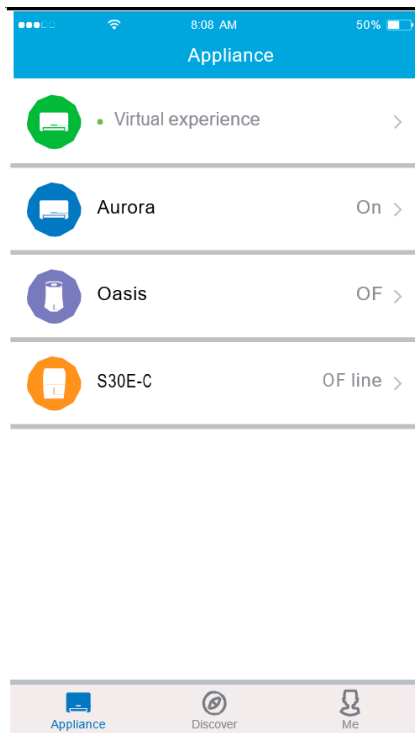 8:08 AM 50%
Appliance
Virtual experience
Aurora On
Oasis OF
S30E-C OF line
Appliance Discover Me